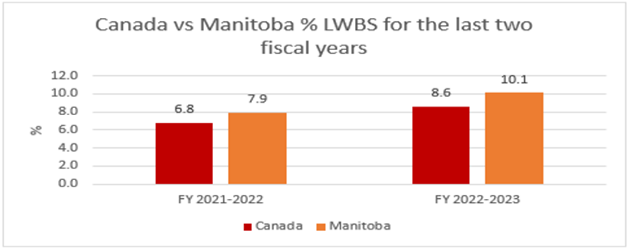 Canada vs Manitoba % LWBS for the last two
fiscal years
12.0
10.0
8.0
6.0
4.0
2.0
0.0
%
6.8
7.9
8.6
10.1
FY 2021-2022
FY 2022-2023
Canada
Manitoba